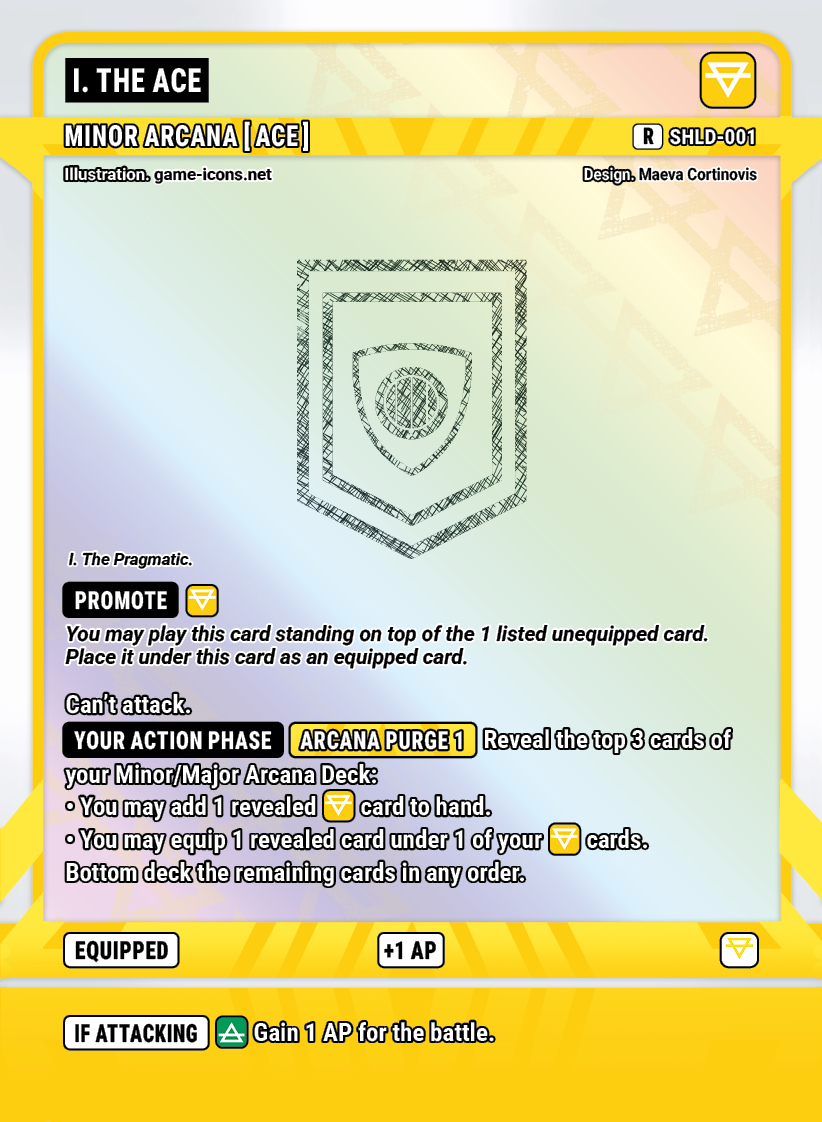 I. THE ACE
MINOR ARCANA [ ACE ]
R SHLD-001
Illustration. game-icons.net
Design. Maeva Cortinovis
I. The Pragmatic.
PROMOTE
You may play this card standing on top of the 1 listed unequipped card.
Place it under this card as an equipped card.
Can't attack.
YOUR ACTION PHASE ARCANA PURGE 1 Reveal the top 3 cards of
your Minor/Major Arcana Deck:
• You may add 1 revealed card to hand.
• You may equip 1 revealed card under 1 of your cards.
Bottom deck the remaining cards in any order.
EQUIPPED
+1 AP
IF ATTACKING Gain 1 AP for the battle.